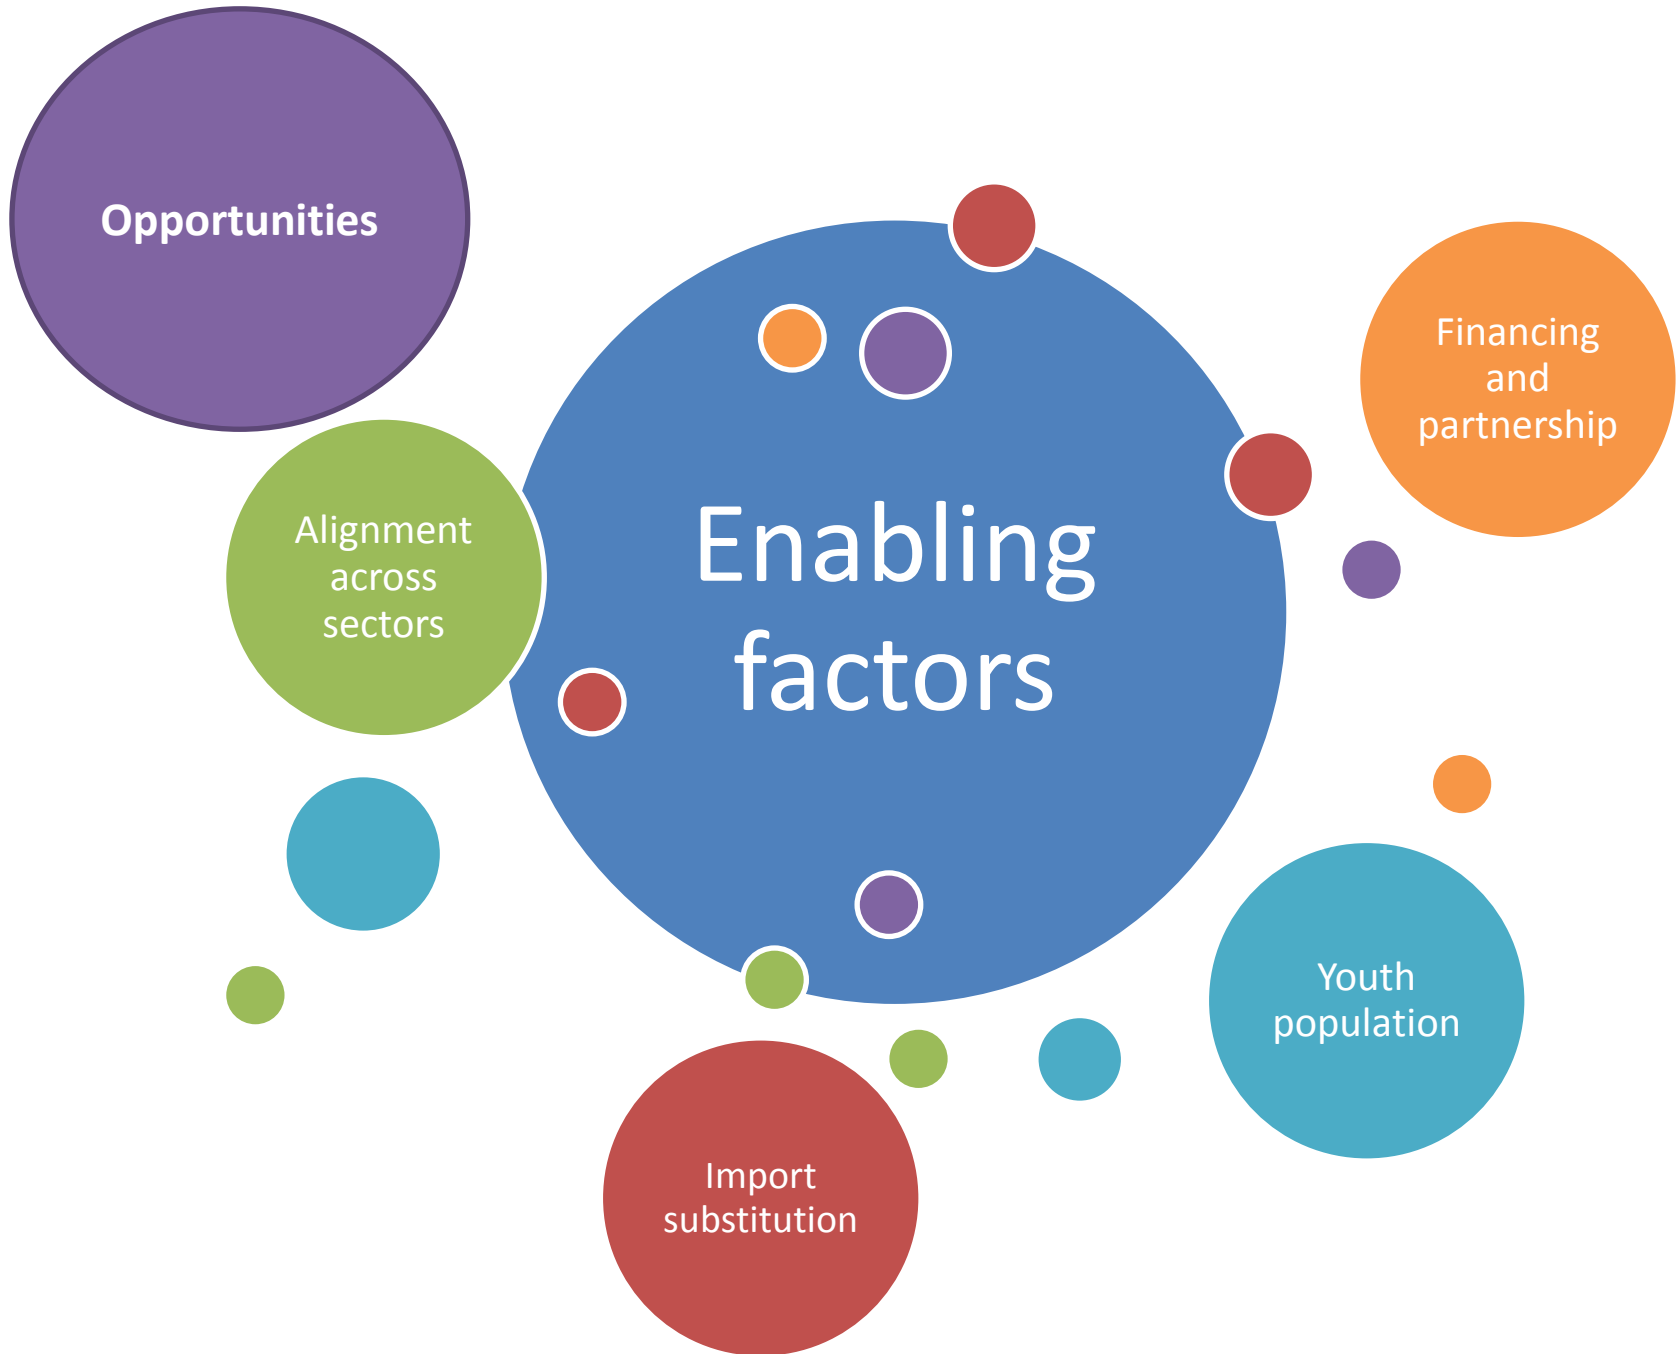 Opportunities
Enabling
factors
Financing
and
partnership
Alignment
across
sectors
Youth
population
Import
substitution